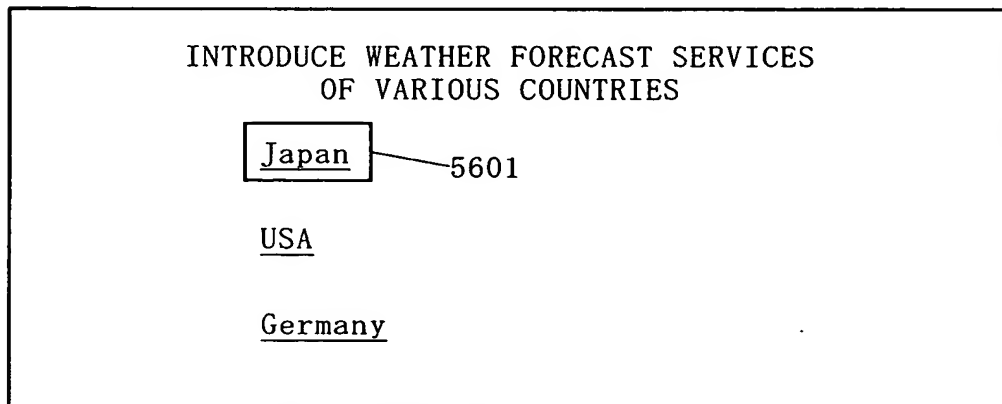 INTRODUCE WEATHER FORECAST SERVICES
OF VARIOUS COUNTRIES
Japan 5601
USA
Germany